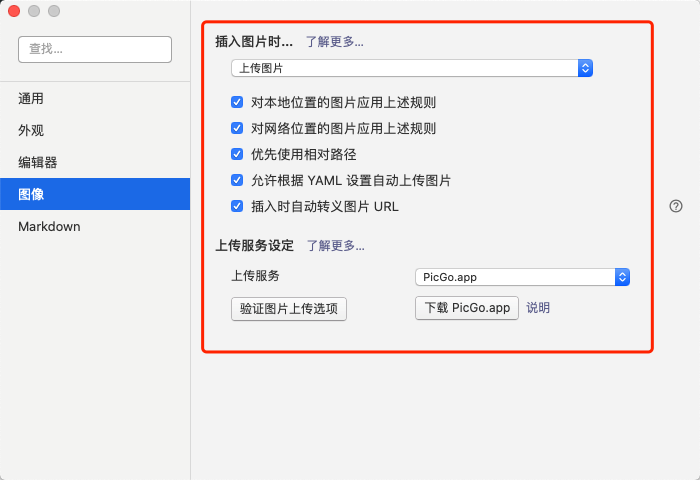 查找...
通用
外观
编辑器
图像
Markdown
插入图片时... 了解更多...
上传图片
对本地位置的图片应用上述规则
对网络位置的图片应用上述规则
优先使用相对路径
允许根据 YAML 设置自动上传图片
插入时自动转义图片 URL
上传服务设定 了解更多...
上传服务 PicGo.app
验证图片上传选项 下载 PicGo.app 说明
?